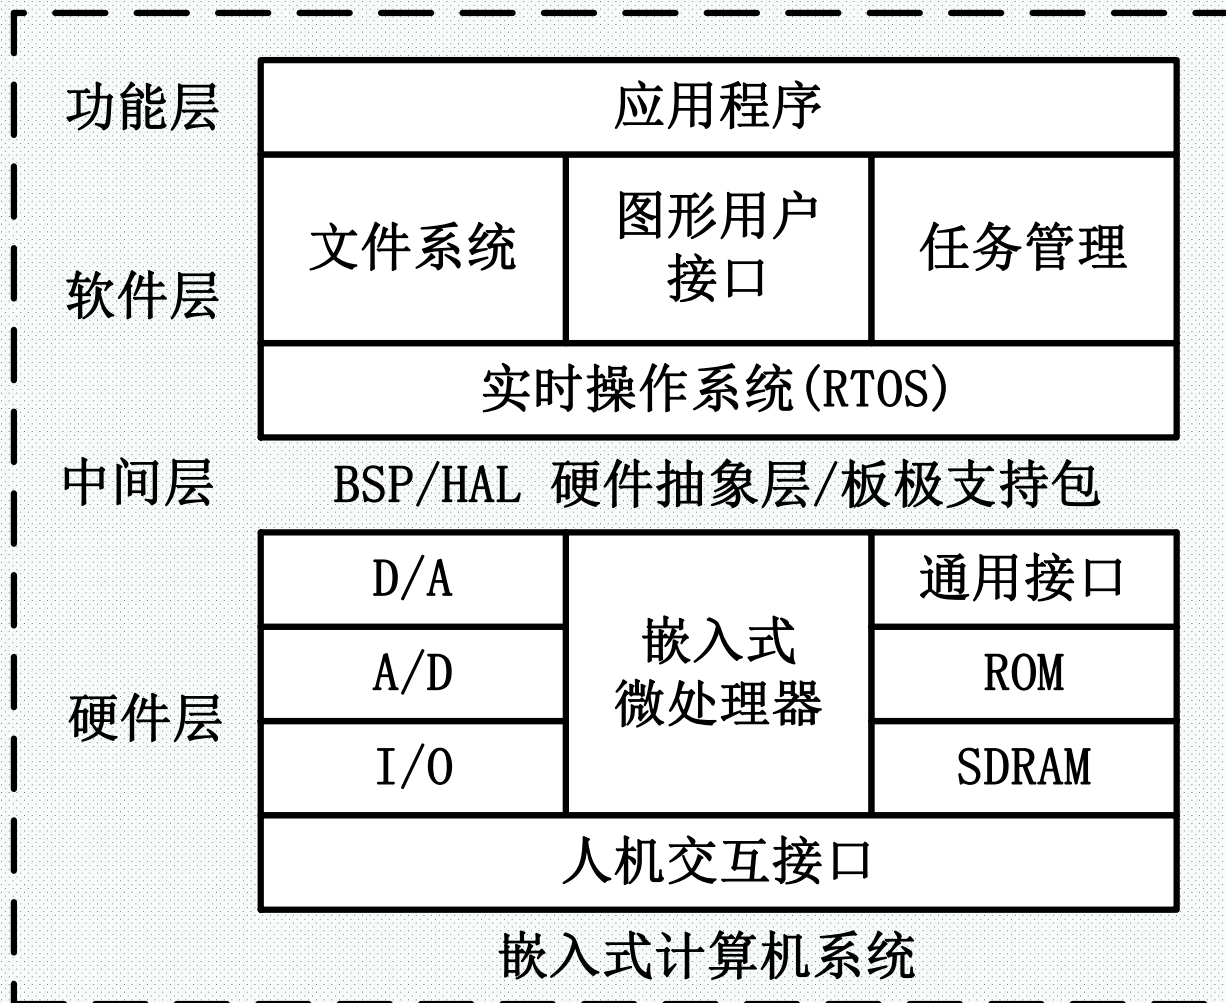 功能层
应用程序
文件系统
图形用户
接口
任务管理
软件层
实时操作系统(RTOS)
中间层
BSP/HAL 硬件抽象层/板极支持包
D/A
嵌入式
微处理器
通用接口
A/D
ROM
硬件层
I/O
SDRAM
人机交互接口
嵌入式计算机系统